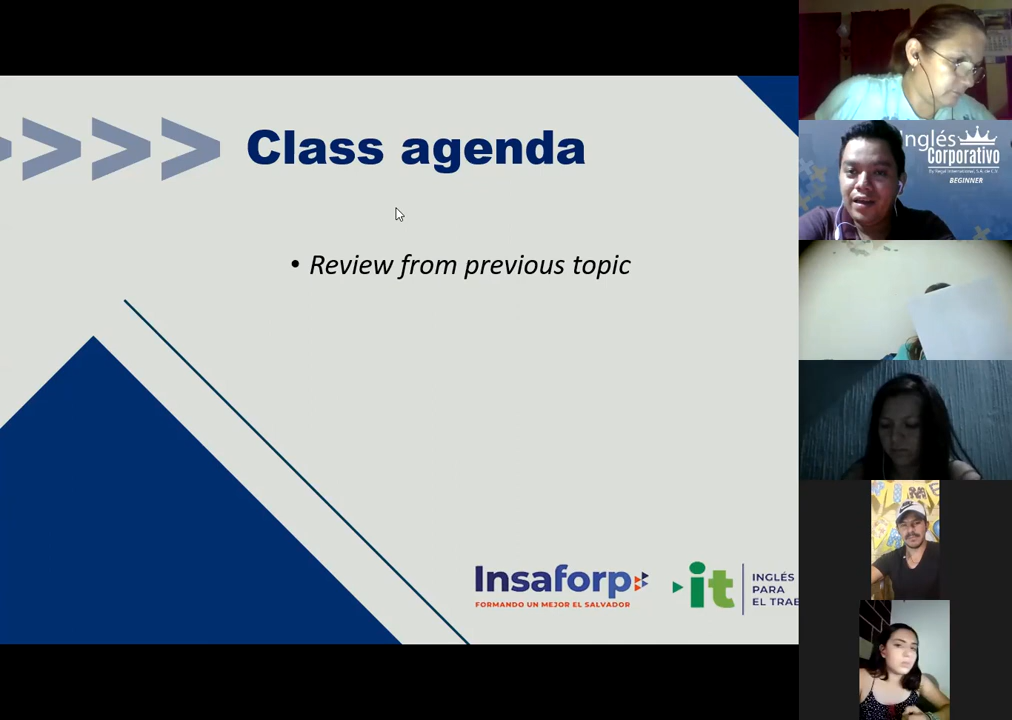 >>>> Class agenda
• Review from previous topic
Insaforp
FORMANDO UN MEJOR EL SALVADOR
it
INGLÉS
PARA
EL TRAB
Inglés
Corporativo
BEGINNER